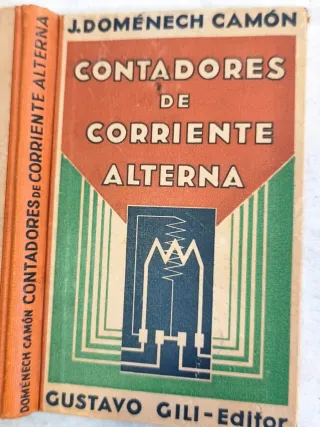 J. DOMÉNECH CAMÓN
CONTADORES
DE
CORRIENTE
ALTERNA
GUSTAVO GILI-Editor
DOMÉNECH CAMÓN CONTADORES DE CORRIENTE ALTERNA